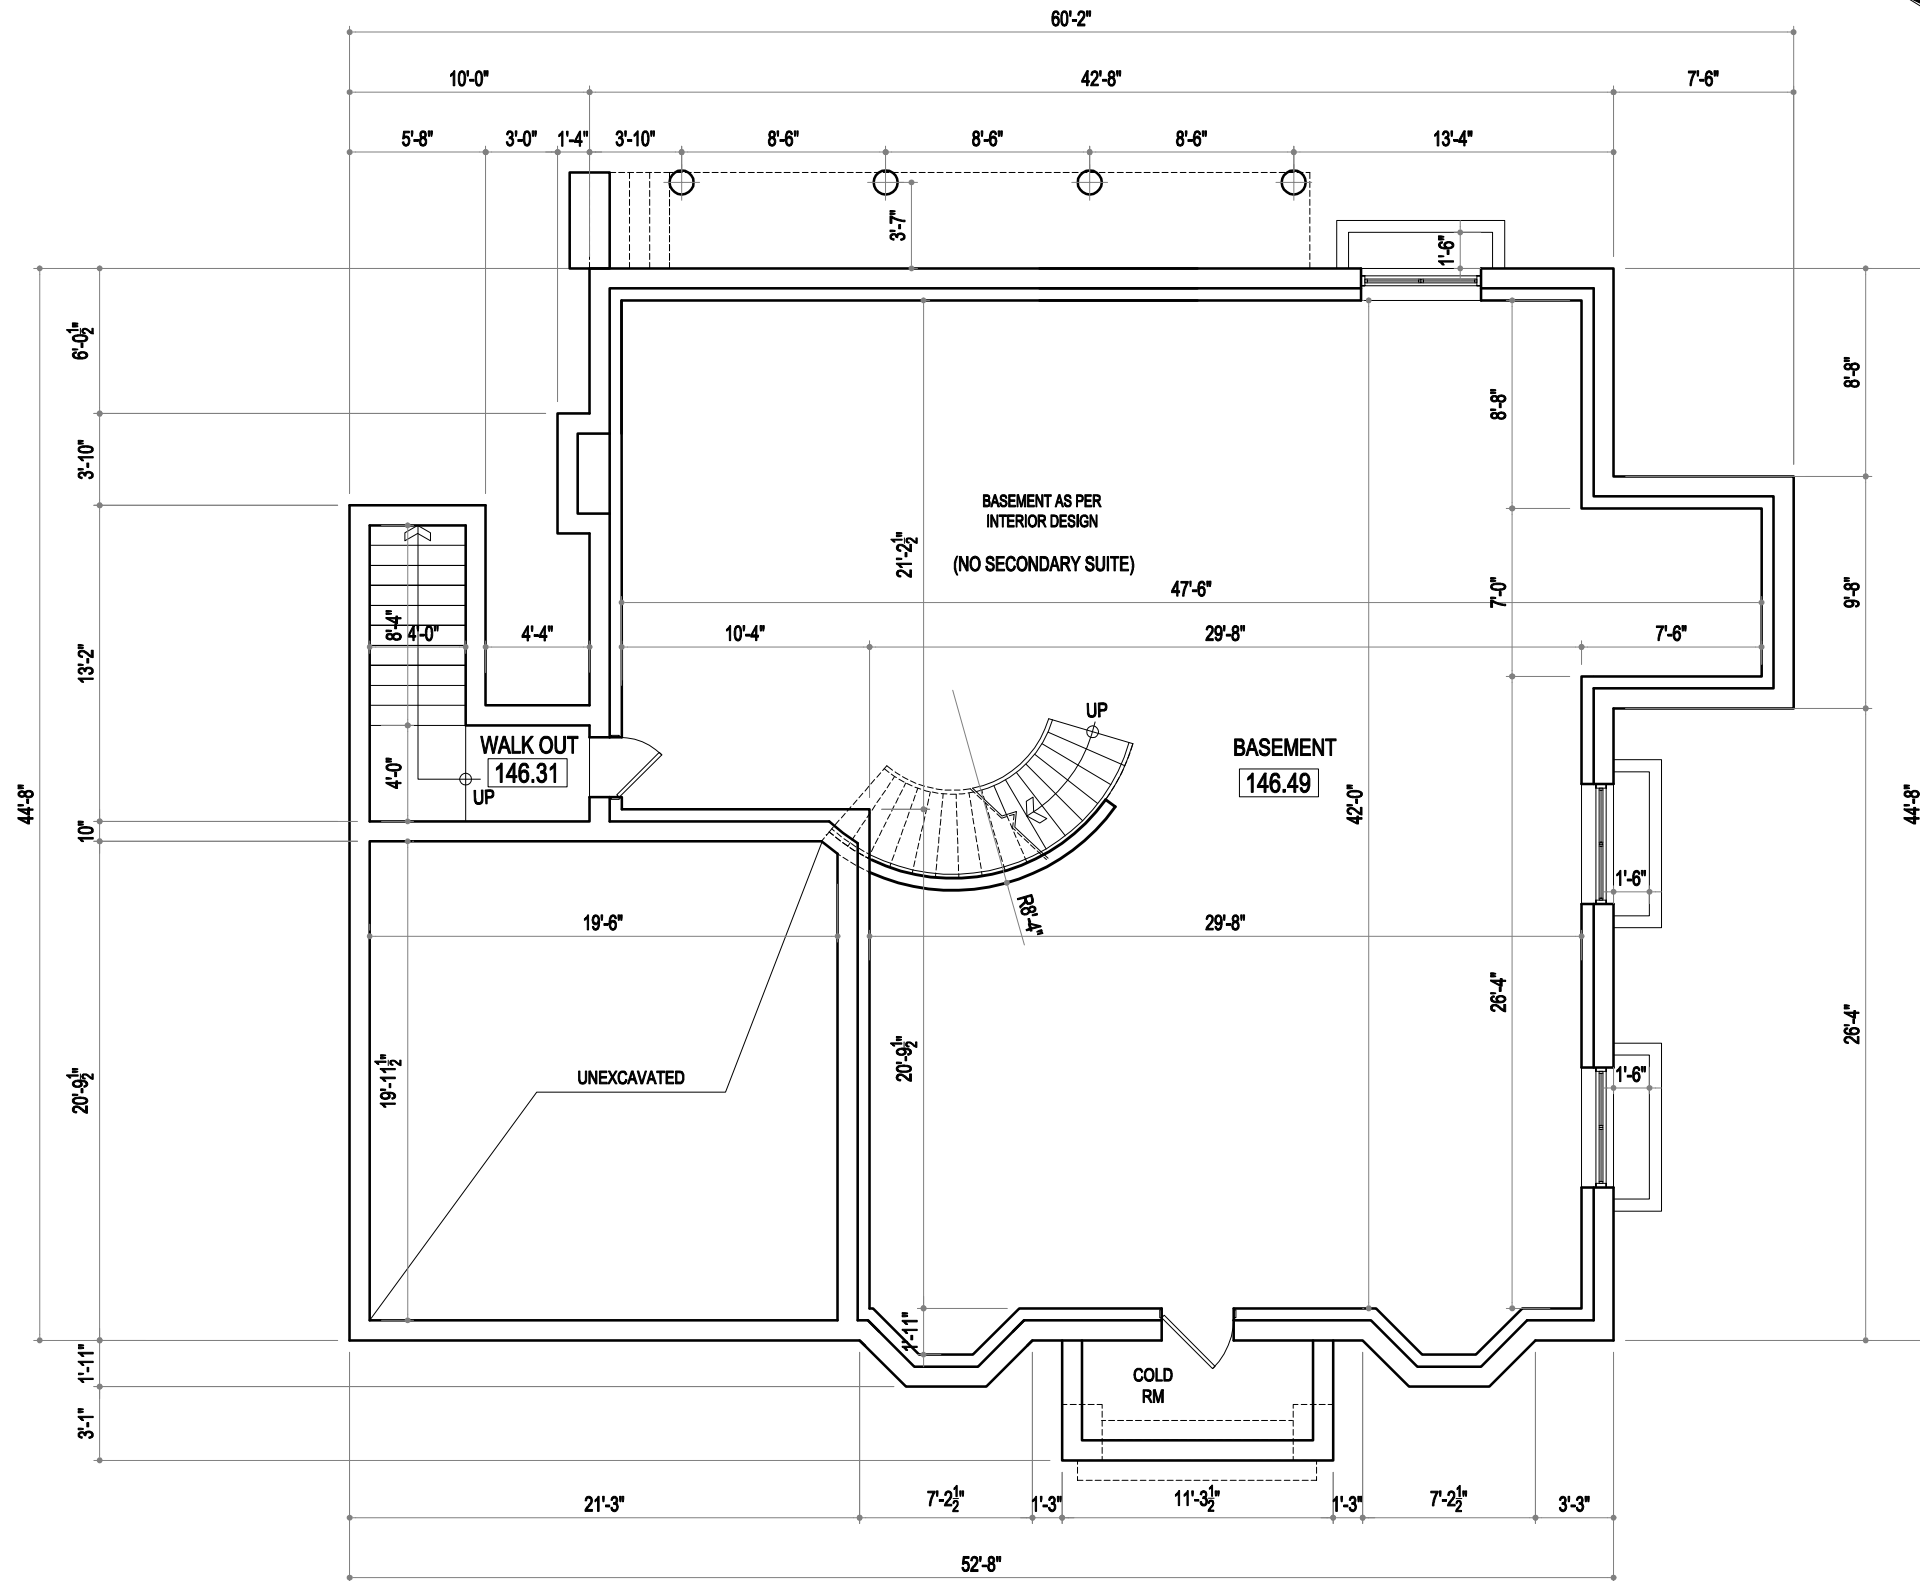 60'-2"
10'-0" 42'-8" 7'-6"
5'-8" 3'-0" 1'-4" 3'-10" 8'-6" 8'-6" 8'-6" 13'-4"
3'-7"
1'-6"
6'-0½"
8'-8"
8'-8"
3'-10"
BASEMENT AS PER
INTERIOR DESIGN
21'-2½"
(NO SECONDARY SUITE)
47'-6"
7'-0"
9'-8"
8'-4"
4'-0" 4'-4" 10'-4" 29'-8" 7'-6"
13'-2"
UP
WALK OUT
146.31
BASEMENT
146.49
4'-0"
UP
44'-8"
42'-0"
44'-8"
10"
1'-6"
R8'-4"
19'-6" 29'-8"
26'-4"
26'-4"
20'-9½"
19'-11½"
20'-9½"
UNEXCAVATED
1'-6"
1'-11"
1'-11"
COLD
RM
3'-1"
21'-3" 7'-2½" 1'-3" 11'-3½" 1'-3" 7'-2½" 3'-3"
52'-8"